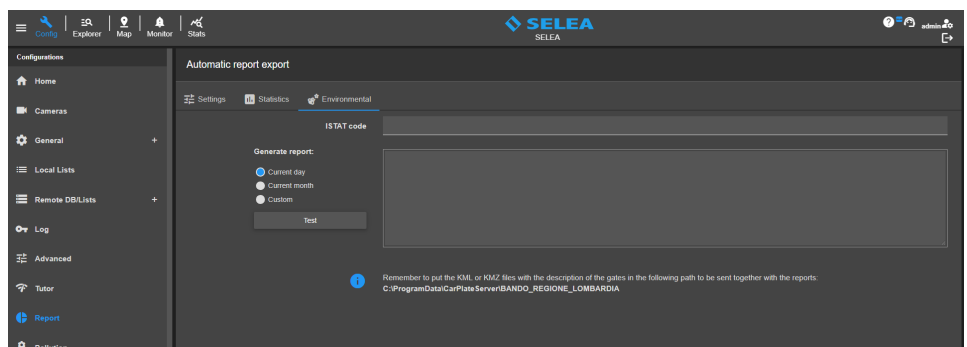 Config
Explorer
Map
Monitor
Stats
SELEA
SELEA
admin
Configurations
Home
Cameras
General +
Local Lists
Remote DB/Lists +
Log
Advanced
Tutor
Report
Automatic report export
Settings
Statistics
Environmental
ISTAT code
Generate report:
Current day
Current month
Custom
Test
Remember to put the KML or KMZ files with the description of the gates in the following path to be sent together with the reports:
C:\ProgramData\CarPlateServer\BANDO_REGIONE_LOMBARDIA